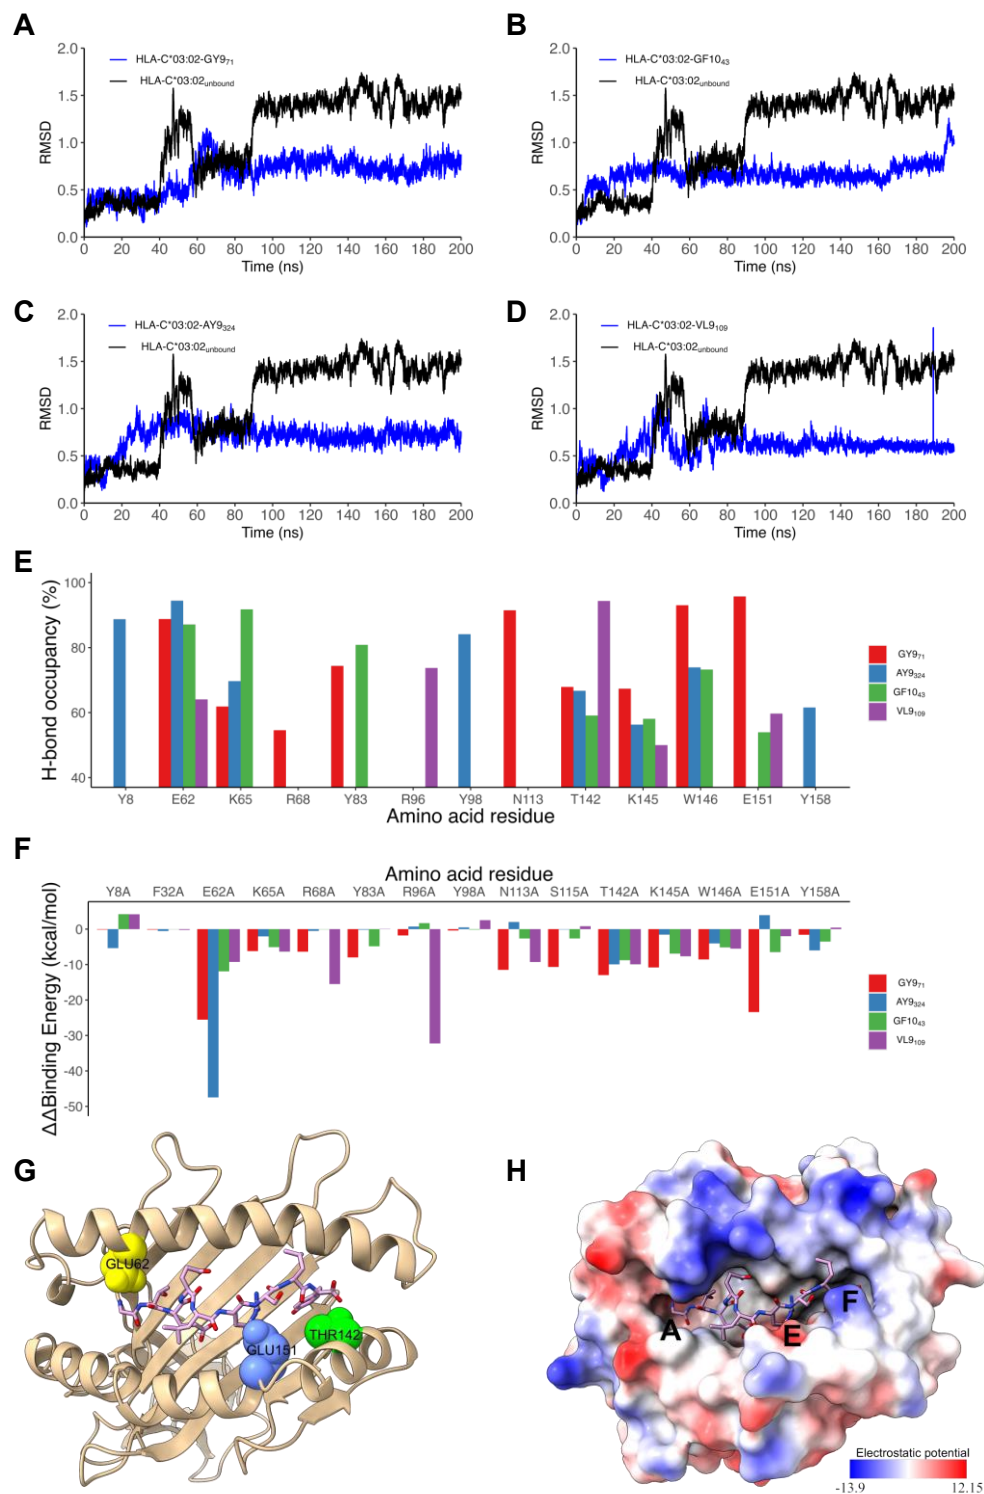 A
B
HLA-C*03:02-GY9₇₁
HLA-C*03:02unbound
RMSD
2.0
1.5
1.0
0.5
0.0
0 20 40 60 80 100 120 140 160 180 200
Time (ns)
HLA-C*03:02-GF10₄₃
HLA-C*03:02unbound
RMSD
2.0
1.5
1.0
0.5
0.0
0 20 40 60 80 100 120 140 160 180 200
Time (ns)
C
D
HLA-C*03:02-AY9₃₂₄
HLA-C*03:02unbound
RMSD
2.0
1.5
1.0
0.5
0.0
0 20 40 60 80 100 120 140 160 180 200
Time (ns)
HLA-C*03:02-VL9₁₀₉
HLA-C*03:02unbound
RMSD
2.0
1.5
1.0
0.5
0.0
0 20 40 60 80 100 120 140 160 180 200
Time (ns)
E
H-bond occupancy (%)
100
80
60
40
Y8 E62 K65 R68 Y83 R96 Y98 N113 T142 K145 W146 E151 Y158
Amino acid residue
GY9₇₁
AY9₃₂₄
GF10₄₃
VL9₁₀₉
F
Amino acid residue
Y8A F32A E62A K65A R68A Y83A R96A Y98A N113A S115A T142A K145A W146A E151A Y158A
ΔΔBinding Energy (kcal/mol)
0
-10
-20
-30
-40
-50
GY9₇₁
AY9₃₂₄
GF10₄₃
VL9₁₀₉
G
H
GLU62
THR142
GLU151
A
E
F
Electrostatic potential
-13.9 12.15